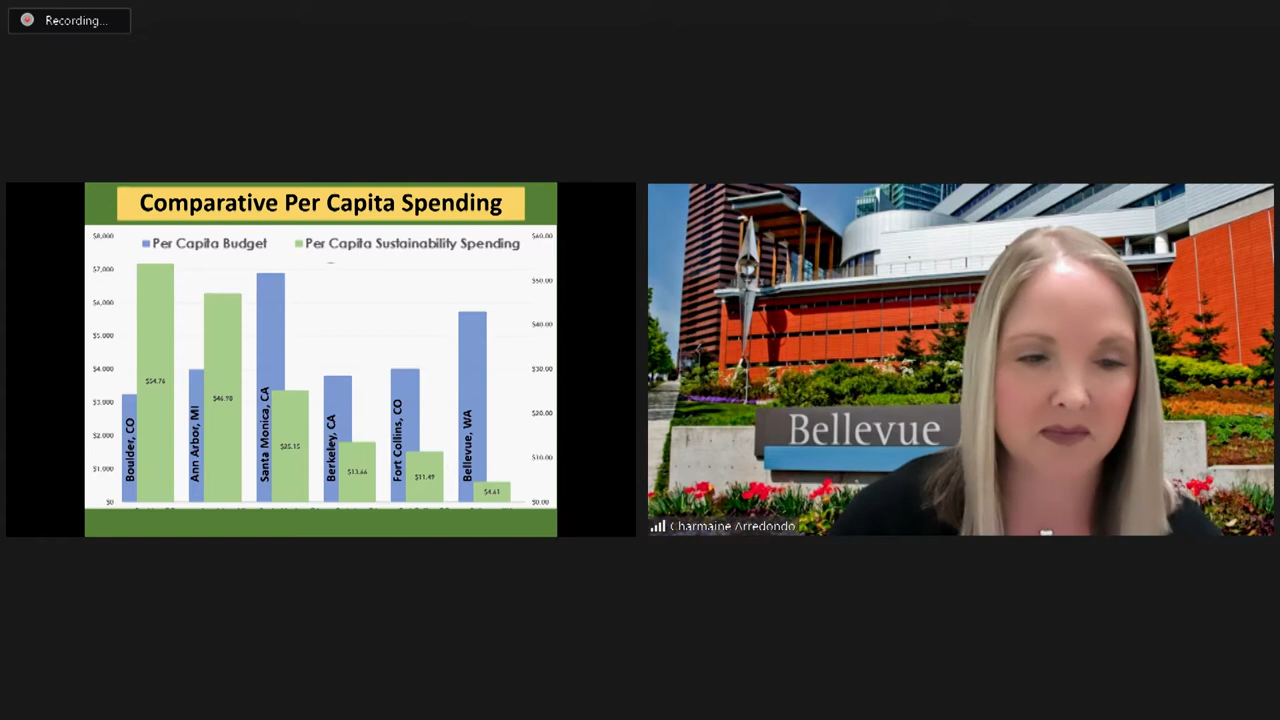 Recording...
Comparative Per Capita Spending
Per Capita Budget
Per Capita Sustainability Spending
$8,000
$7,000
$6,000
$5,000
$4,000
$3,000
$2,000
$1,000
$0
$60.00
$50.00
$40.00
$30.00
$20.00
$10.00
$0.00
Boulder, CO
$54.76
Ann Arbor, MI
$46.98
Santa Monica, CA
$25.15
Berkeley, CA
$13.66
Fort Collins, CO
$11.49
Bellevue, WA
$4.61
Bellevue
Charmaine Arredondo